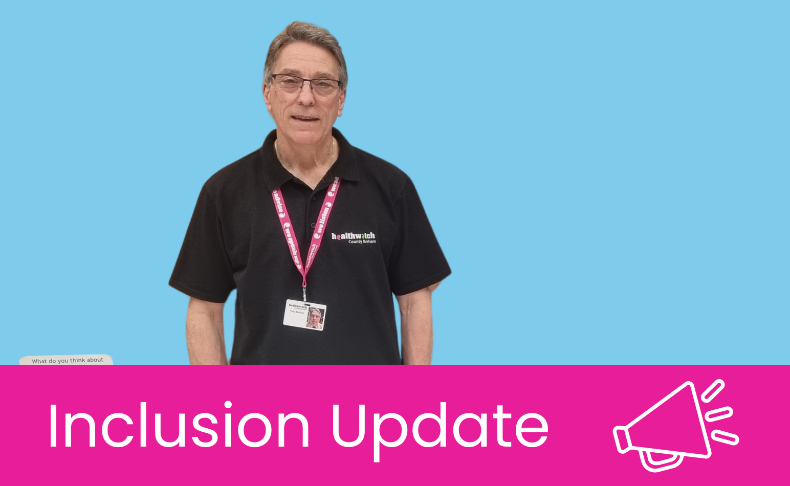 healthwatch
County Durham
What do you think about
Inclusion Update